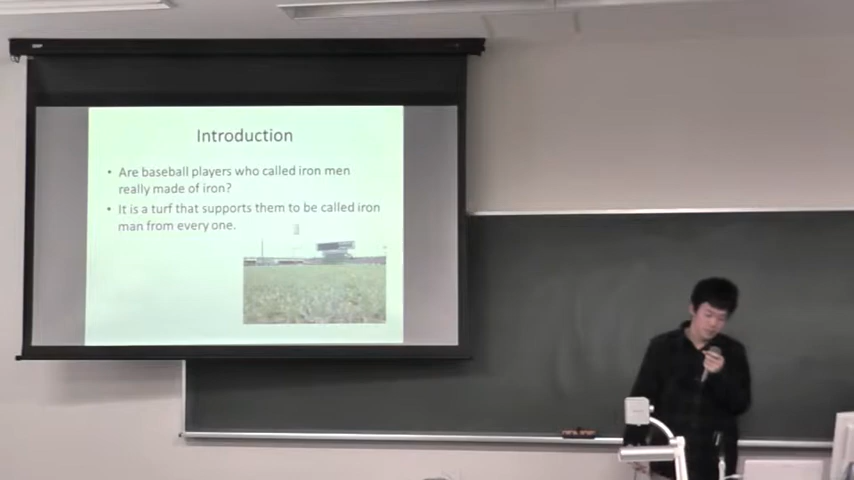 Introduction
• Are baseball players who called iron men
really made of iron?
• It is a turf that supports them to be called iron
man from every one.